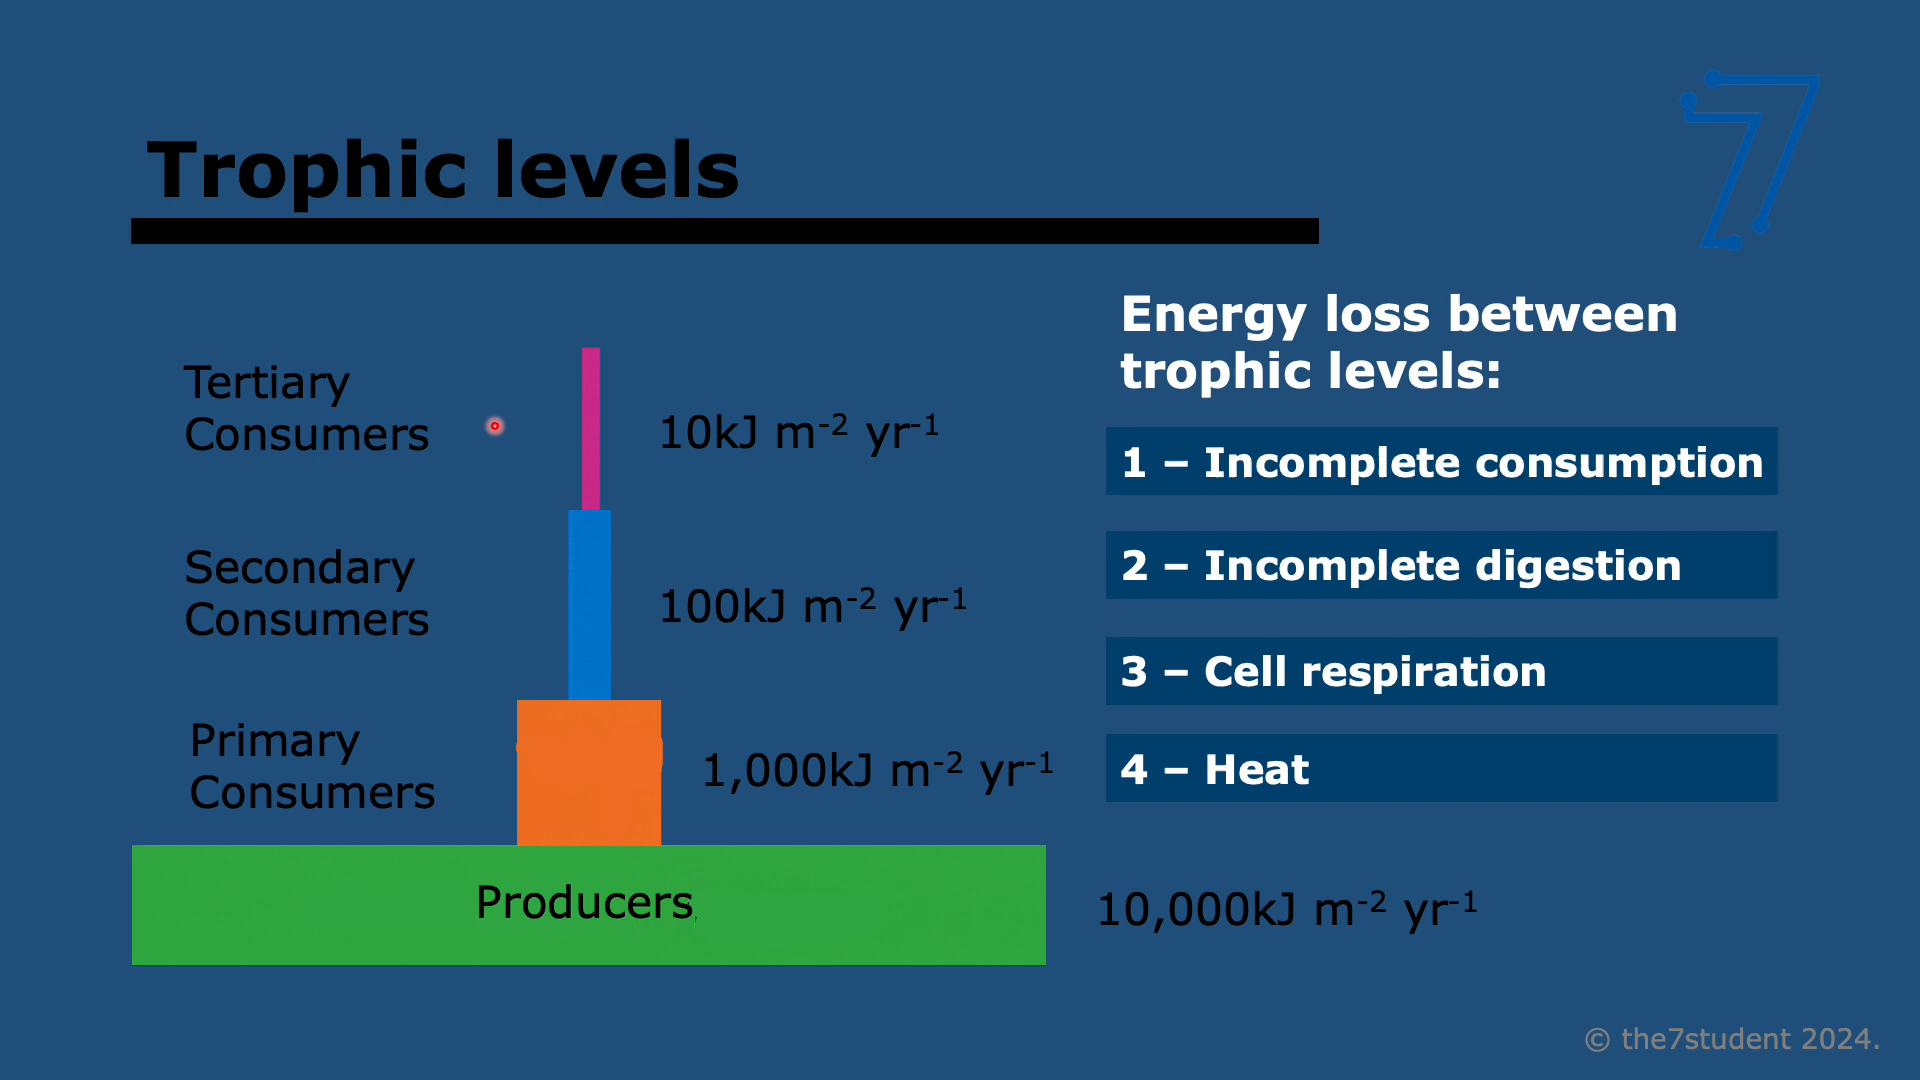 Trophic levels
Tertiary
Consumers
10kJ m⁻² yr⁻¹
Secondary
Consumers
100kJ m⁻² yr⁻¹
Primary
Consumers
1,000kJ m⁻² yr⁻¹
Producers
10,000kJ m⁻² yr⁻¹
Energy loss between
trophic levels:
1 – Incomplete consumption
2 – Incomplete digestion
3 – Cell respiration
4 – Heat
© the7student 2024.